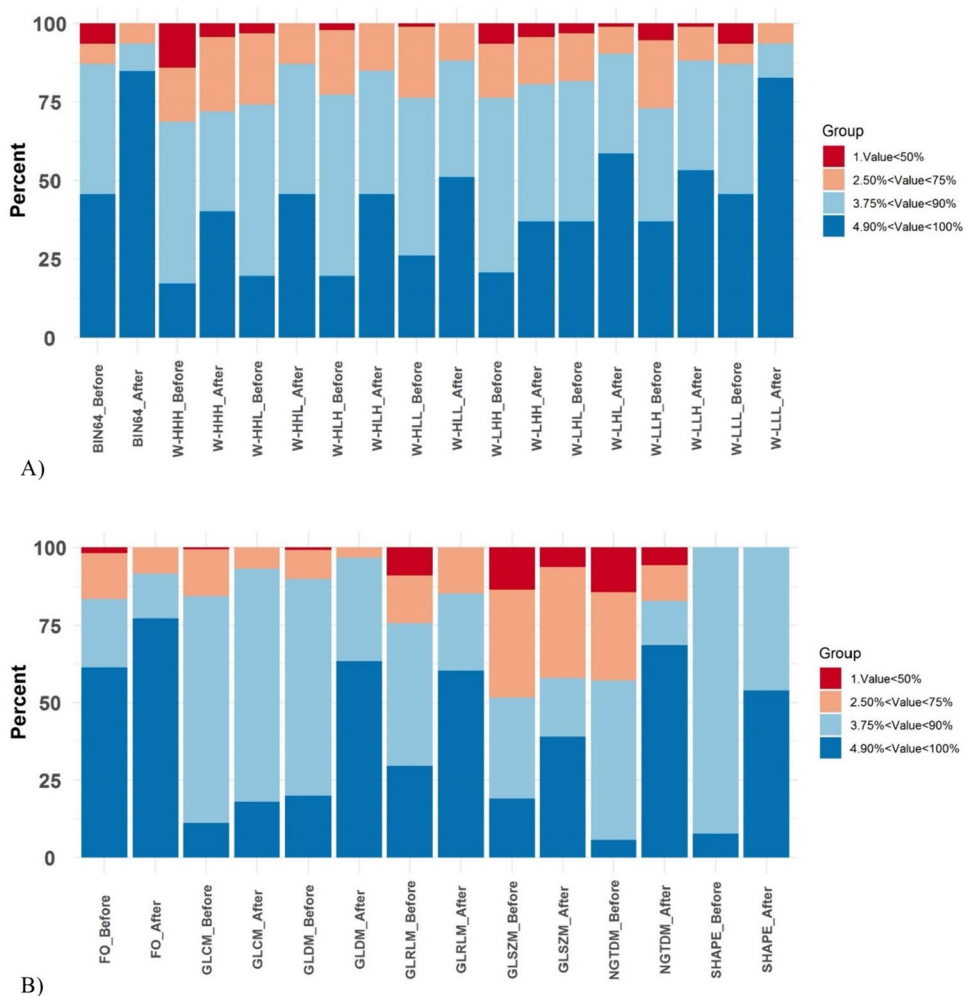 100
75
50
25
0
Percent
Group
1.Value<50%
2.50%<Value<75%
3.75%<Value<90%
4.90%<Value<100%
BIN64_Before
BIN64_After
W-HHH_Before
W-HHH_After
W-HHL_Before
W-HHL_After
W-HLH_Before
W-HLH_After
W-HLL_Before
W-HLL_After
W-LHH_Before
W-LHH_After
W-LHL_Before
W-LHL_After
W-LLH_Before
W-LLH_After
W-LLL_Before
W-LLL_After
A)
100
75
50
25
0
Percent
Group
1.Value<50%
2.50%<Value<75%
3.75%<Value<90%
4.90%<Value<100%
FO_Before
FO_After
GLCM_Before
GLCM_After
GLDM_Before
GLDM_After
GLRLM_Before
GLRLM_After
GLSZM_Before
GLSZM_After
NGTDM_Before
NGTDM_After
SHAPE_Before
SHAPE_After
B)